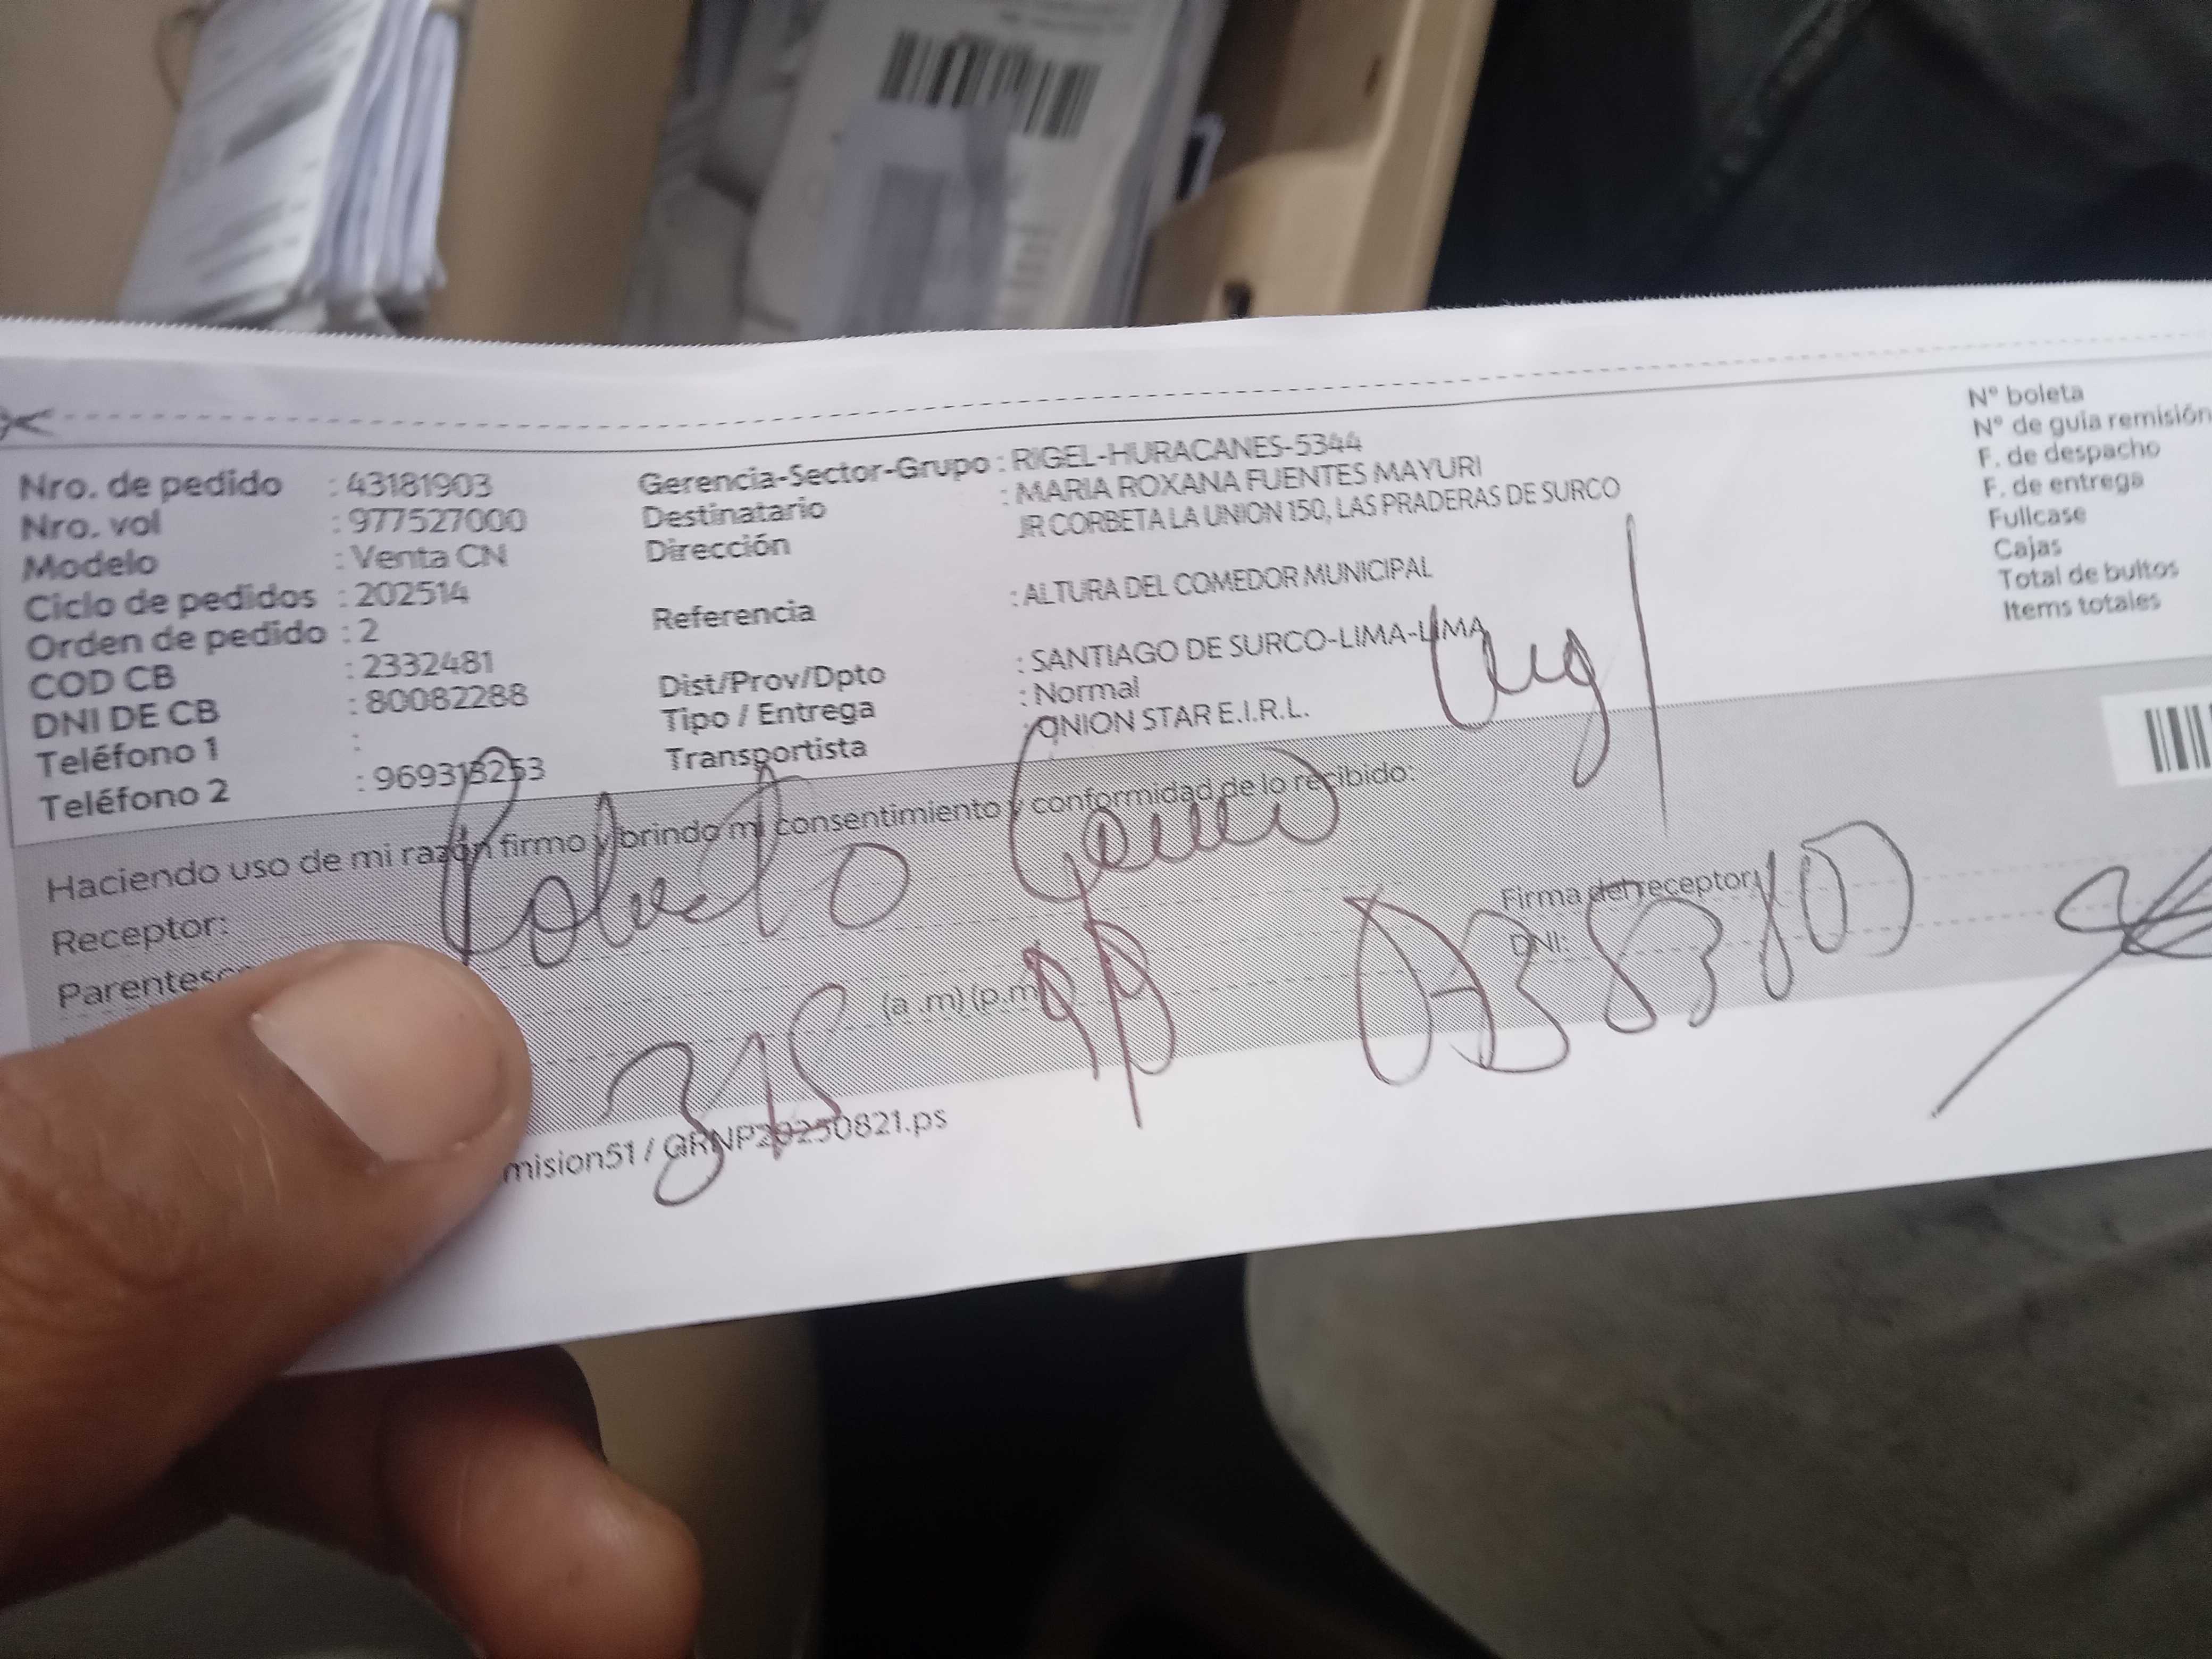 Nro. de pedido : 43181903
Nro. vol : 977527000
Modelo : Venta CN
Ciclo de pedidos : 202514
Orden de pedido : 2
COD CB : 2332481
DNI DE CB : 80082288
Teléfono 1 :
Teléfono 2 : 969313253
Gerencia-Sector-Grupo : RIGEL-HURACANES-5344
Destinatario : MARIA ROXANA FUENTES MAYURI
Dirección JR CORBETA LA UNION 150, LAS PRADERAS DE SURCO
Referencia : ALTURA DEL COMEDOR MUNICIPAL
Dist/Prov/Dpto : SANTIAGO DE SURCO-LIMA-LIMA
Tipo / Entrega : Normal
Transportista : UNION STAR E.I.R.L.
N° boleta
N° de guia remisión
F. de despacho
F. de entrega
Fullcase
Cajas
Total de bultos
Items totales
Haciendo uso de mi razón firmo y brindo mi consentimiento y conformidad de lo recibido:
Receptor: Roberto
Firma del receptor:
Parentesco
DNI:
(a .m) (p.m
315
mision51 / GRNP20250821.ps